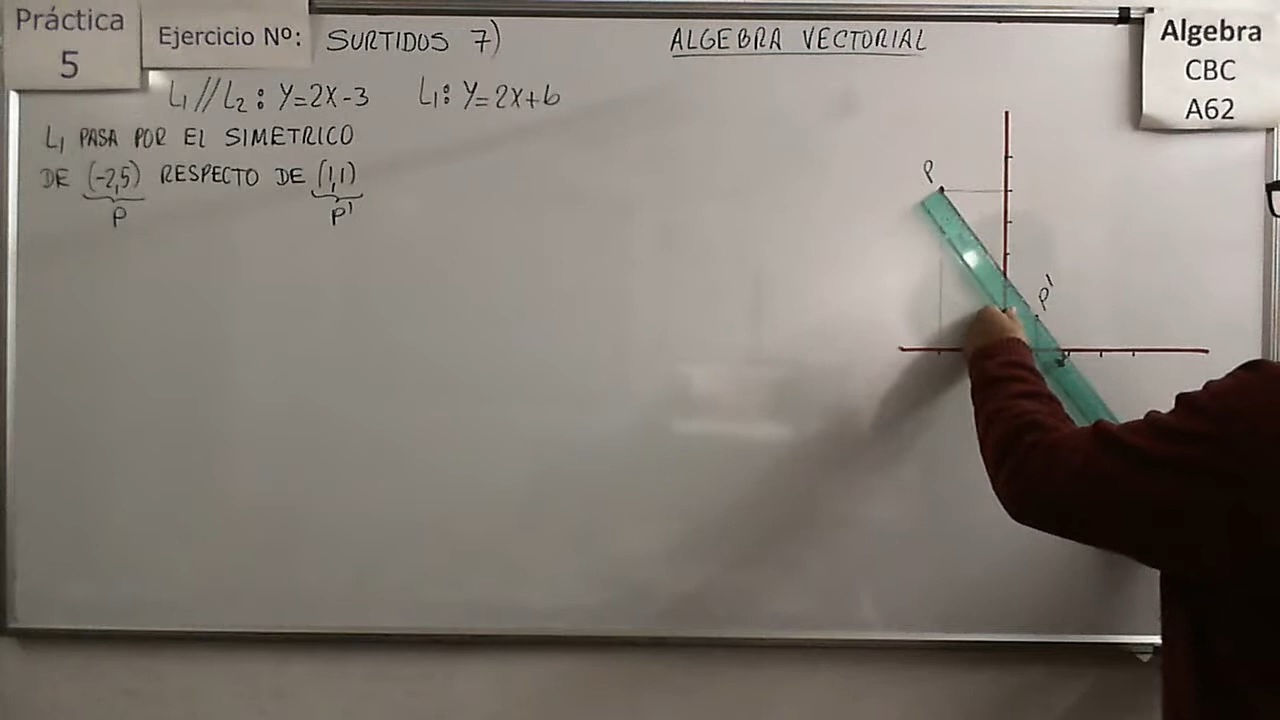 Práctica
5
Ejercicio Nº: SURTIDOS 7)
ALGEBRA VECTORIAL
Algebra
CBC
A62
L1 // L2 : Y=2X-3 L1: Y=2X+b
L1 PASA POR EL SIMETRICO
DE (-2,5) RESPECTO DE (1,1)
P P'
P
P'